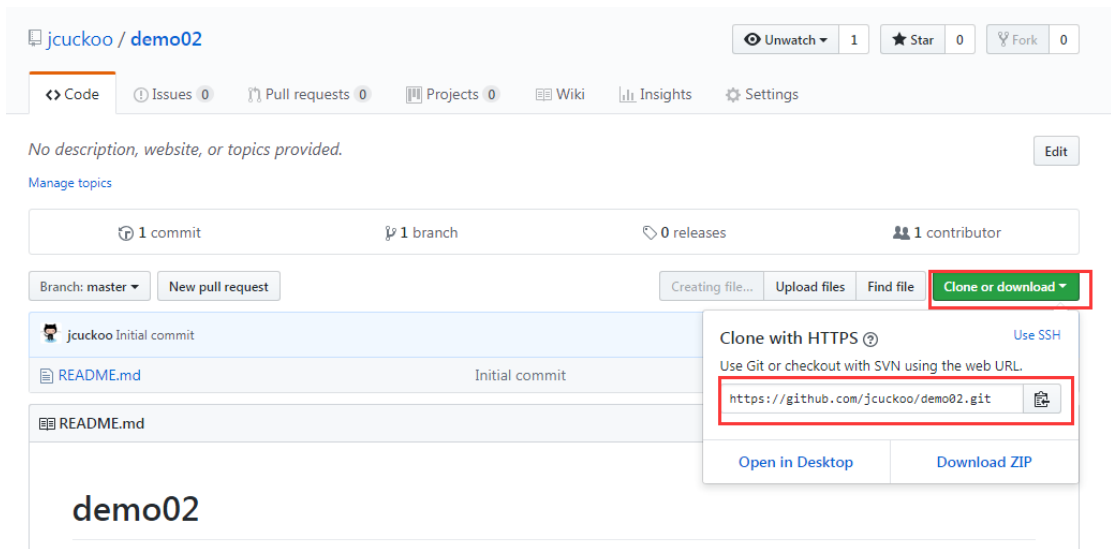 jcuckoo / demo02
Unwatch 1 Star 0 Fork 0
Code Issues 0 Pull requests 0 Projects 0 Wiki Insights Settings
No description, website, or topics provided. Edit
Manage topics
1 commit 1 branch 0 releases 1 contributor
Branch: master New pull request Creating file... Upload files Find file Clone or download
jcuckoo Initial commit
README.md Initial commit
README.md
demo02
Clone with HTTPS ? Use SSH
Use Git or checkout with SVN using the web URL.
https://github.com/jcuckoo/demo02.git
Open in Desktop Download ZIP